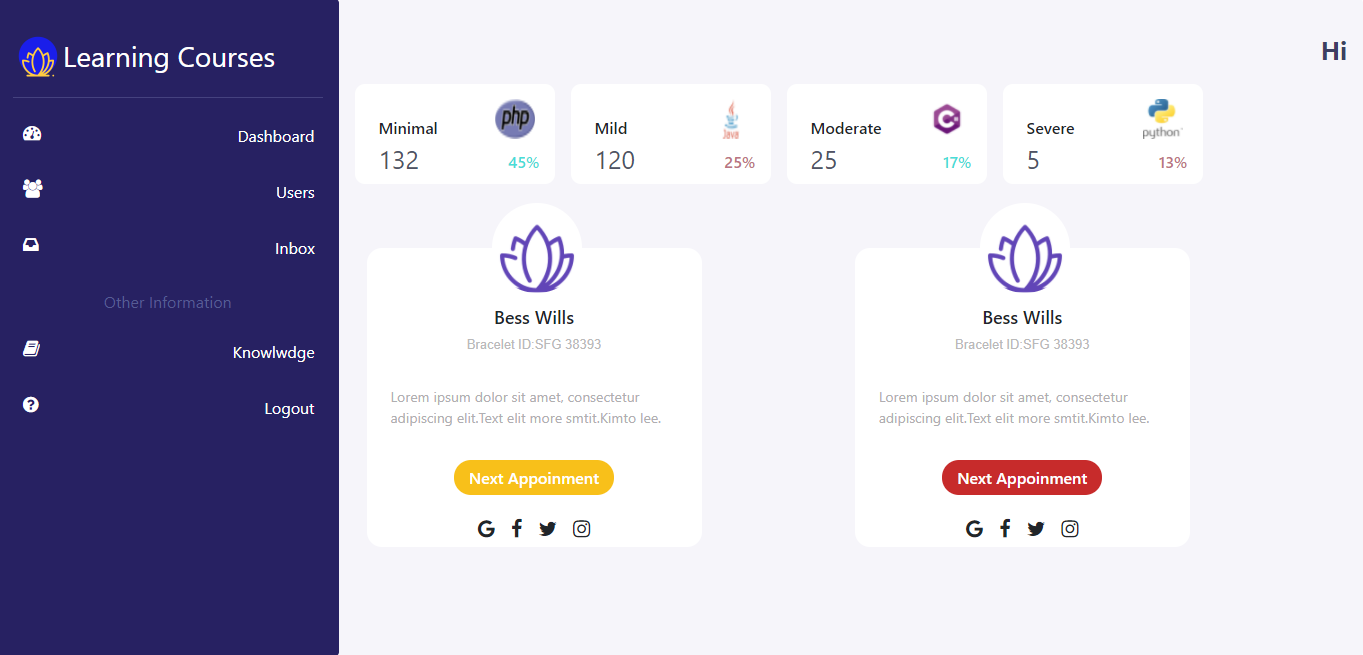 Learning Courses
Dashboard
Users
Inbox
Other Information
Knowlwdge
Logout
Hi
php
Minimal
132
45%
Java
Mild
120
25%
C
Moderate
25
17%
python
Severe
5
13%
Bess Wills
Bracelet ID:SFG 38393
Lorem ipsum dolor sit amet, consectetur
adipiscing elit.Text elit more smtit.Kimto lee.
Next Appoinment
Bess Wills
Bracelet ID:SFG 38393
Lorem ipsum dolor sit amet, consectetur
adipiscing elit.Text elit more smtit.Kimto lee.
Next Appoinment